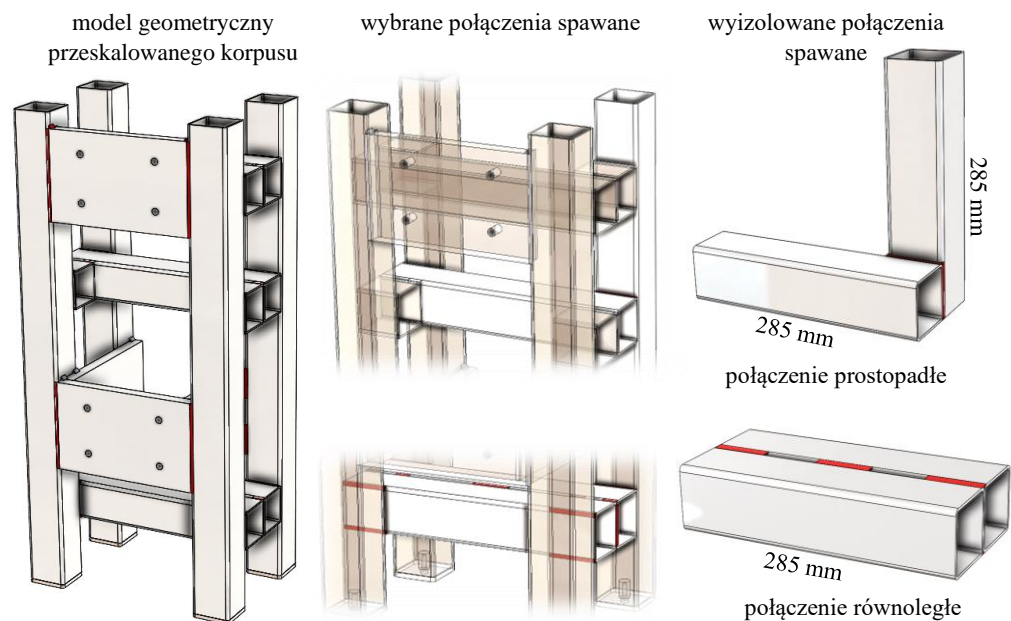 model geometryczny
przeskalowanego korpusu
wybrane połączenia spawane
wyizolowane połączenia
spawane
285 mm
285 mm
połączenie prostopadłe
285 mm
połączenie równoległe